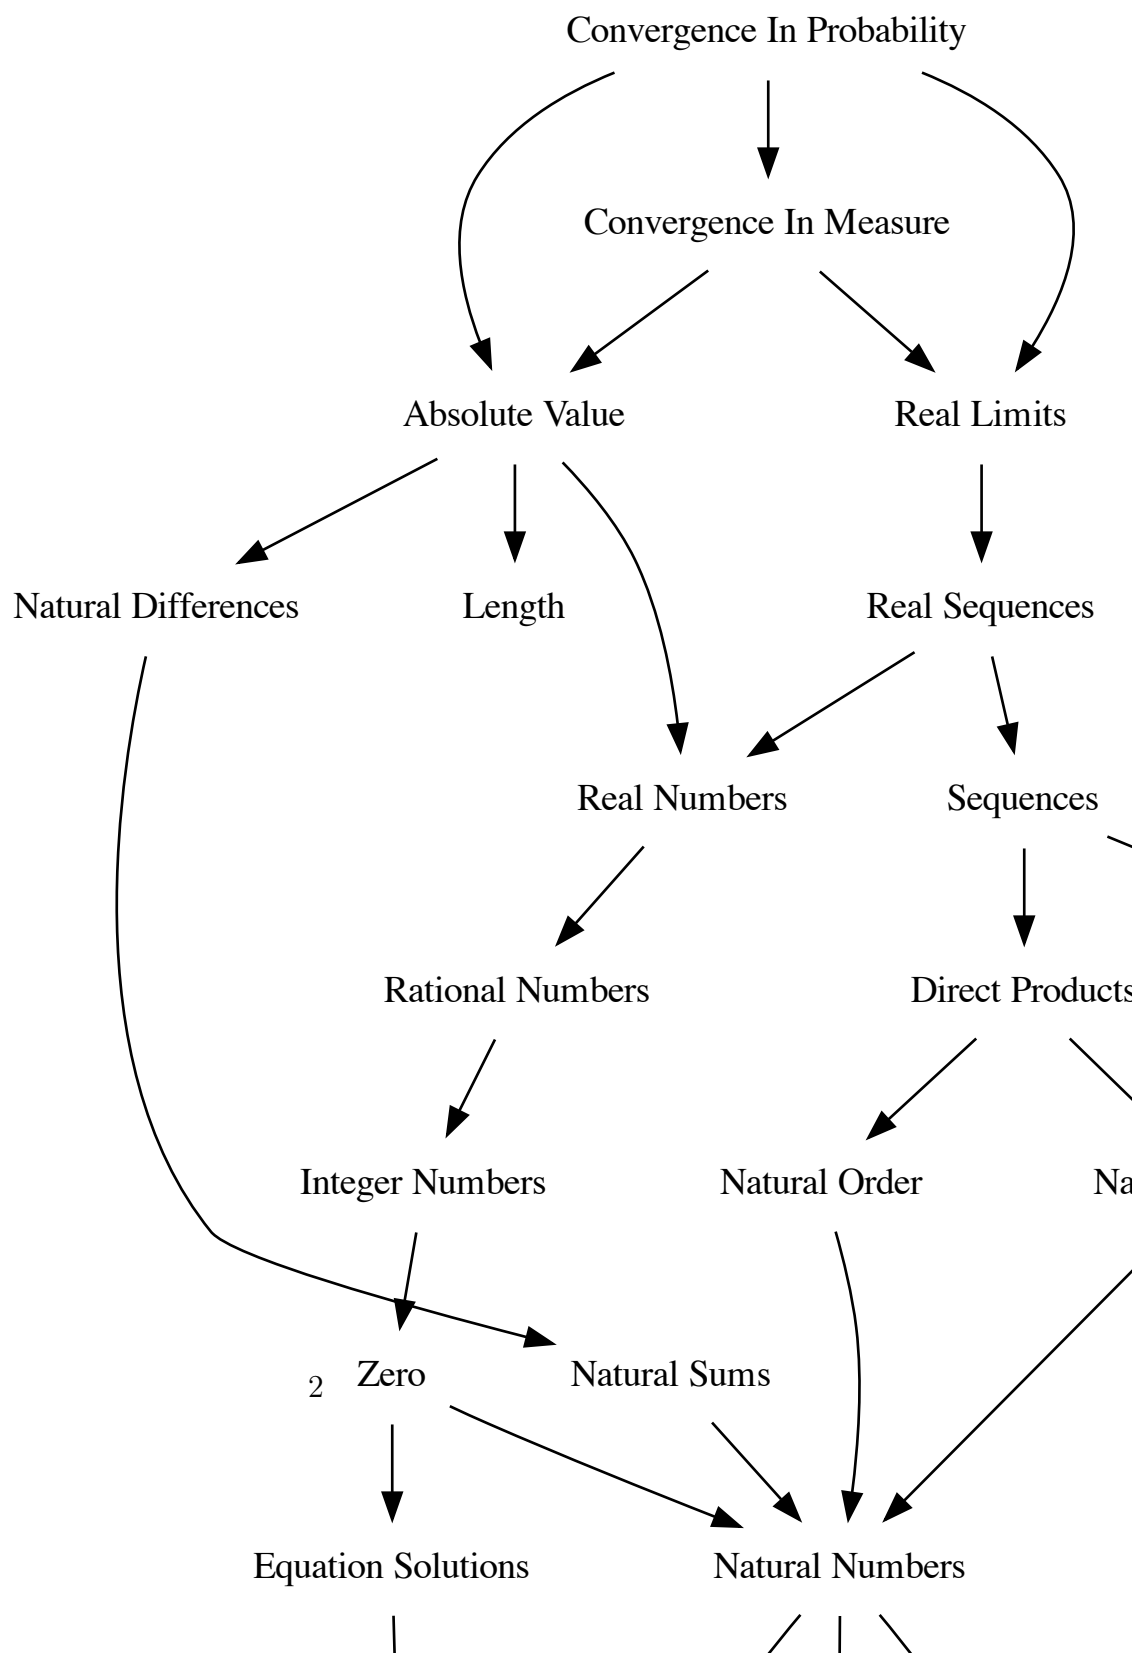 Convergence In Probability
Convergence In Measure
Absolute Value
Real Limits
Natural Differences
Length
Real Sequences
Real Numbers
Sequences
Rational Numbers
Direct Products
Integer Numbers
Natural Order
2
Zero
Natural Sums
Equation Solutions
Natural Numbers